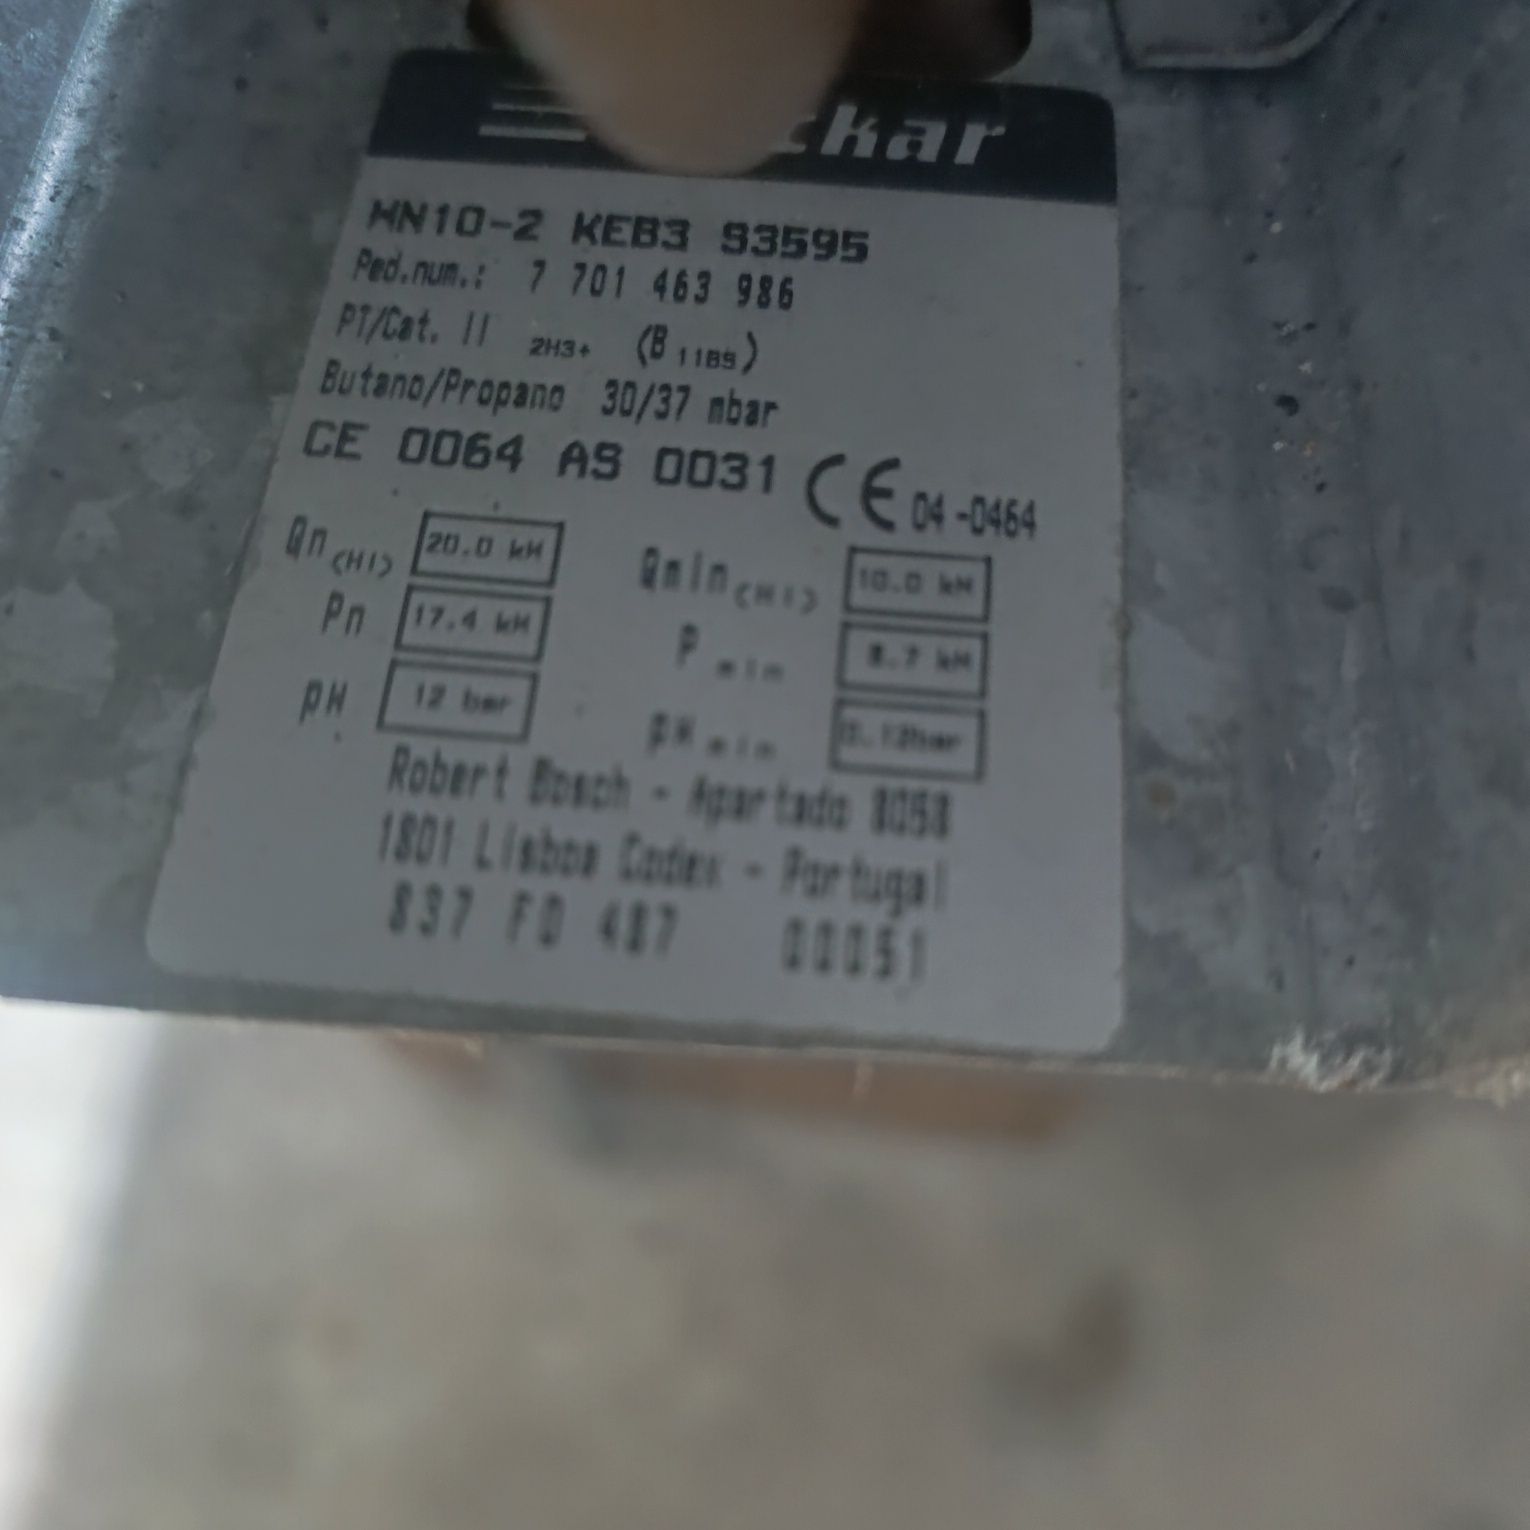 ckar
WN10-2 KEB3 S3595
Ped.num.: 7 701 463 986
PT/Cat. II 2H3+ (B 11BS)
Butano/Propano 30/37 mbar
CE 0064 AS 0031 CE 04-0464
Qn (HI) 20.0 kW Qmin (HI) 10.0 kW
Pn 17.4 kW P min 8.7 kW
pW 12 bar pW min 0.12bar
Robert Bosch - Apartado 8058
1801 Lisboa Codex - Portugal
837 FD 487 00051